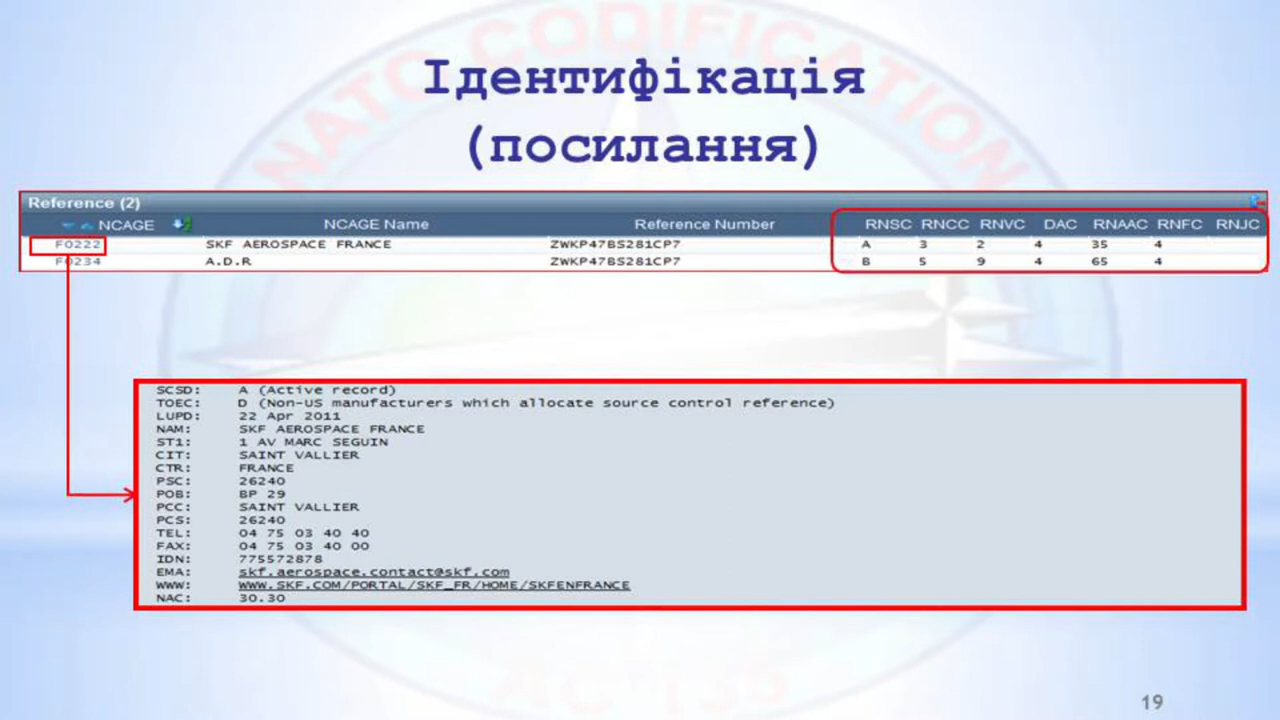 NATO CODIFICATION
Ідентифікація
(посилання)
Reference (2)
NCAGE NCAGE Name Reference Number RNSC RNCC RNVC DAC RNAAC RNFC RNJC
F0222 SKF AEROSPACE FRANCE ZWKP47BS281CP7 A 3 2 4 35 4
F0234 A.D.R ZWKP47BS281CP7 B 5 9 4 65 4
SCSD: A (Active record)
TOEC: D (Non-US manufacturers which allocate source control reference)
LUPD: 22 Apr 2011
NAM: SKF AEROSPACE FRANCE
ST1: 1 AV MARC SEGUIN
CIT: SAINT VALLIER
CTR: FRANCE
PSC: 26240
POB: BP 29
PCC: SAINT VALLIER
PCS: 26240
TEL: 04 75 03 40 40
FAX: 04 75 03 40 00
IDN: 775572878
EMA: skf.aerospace.contact@skf.com
WWW: WWW.SKF.COM/PORTAL/SKF_FR/HOME/SKFENFRANCE
NAC: 30.30
19